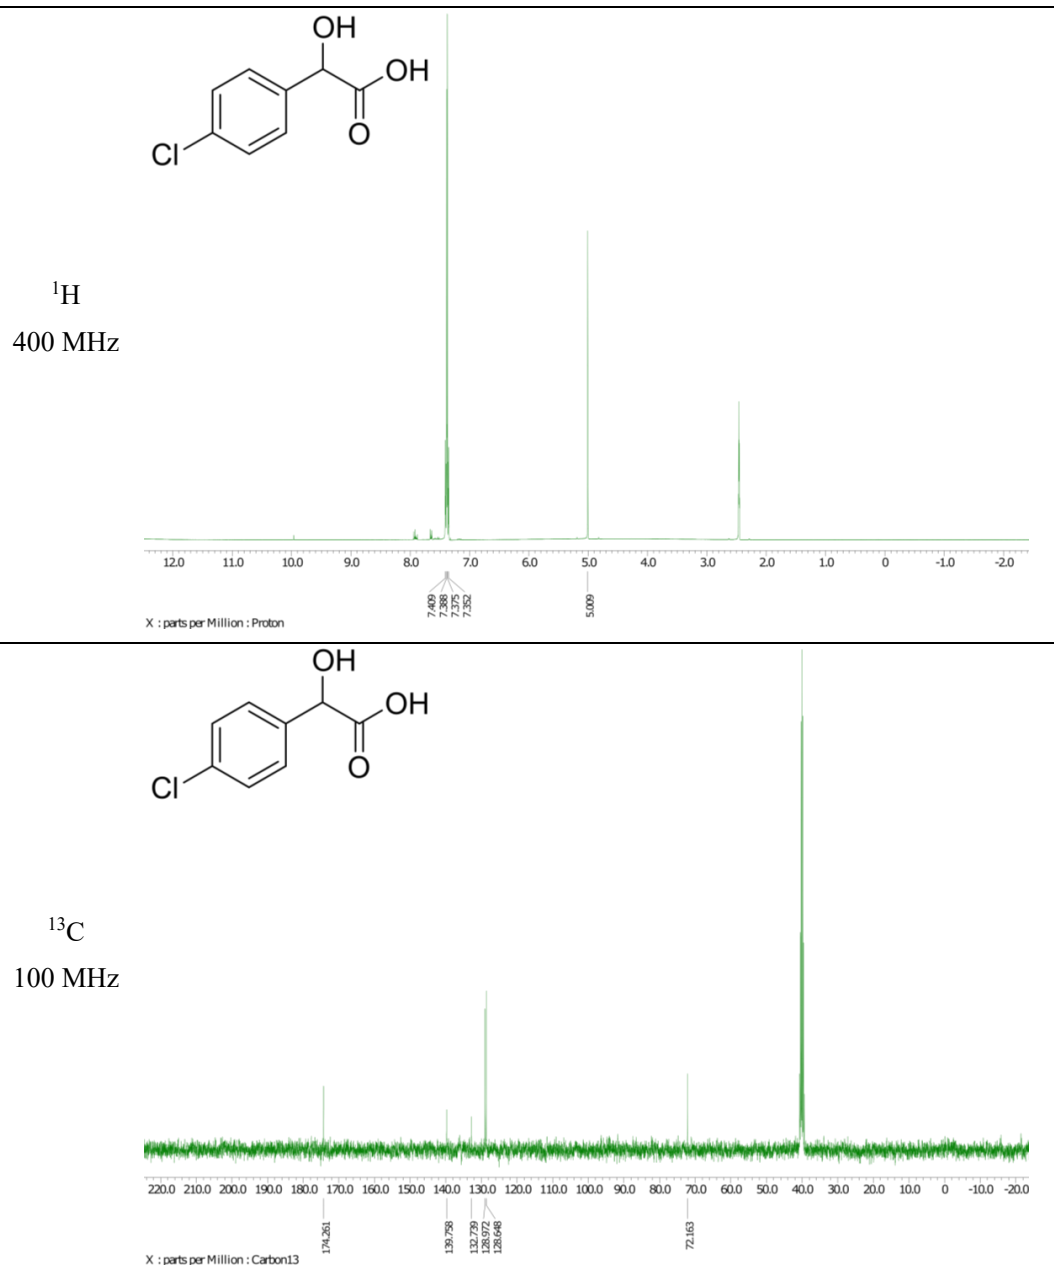 OH
OH
O
Cl
¹H
400 MHz
12.0 11.0 10.0 9.0 8.0 7.0 6.0 5.0 4.0 3.0 2.0 1.0 0 -1.0 -2.0
7.409 7.388 7.375 7.352 5.009
X : parts per Million : Proton
OH
OH
O
Cl
¹³C
100 MHz
220.0 210.0 200.0 190.0 180.0 170.0 160.0 150.0 140.0 130.0 120.0 110.0 100.0 90.0 80.0 70.0 60.0 50.0 40.0 30.0 20.0 10.0 0 -10.0 -20.0
174.261 139.758 132.739 128.972 128.648 72.163
X : parts per Million : Carbon13